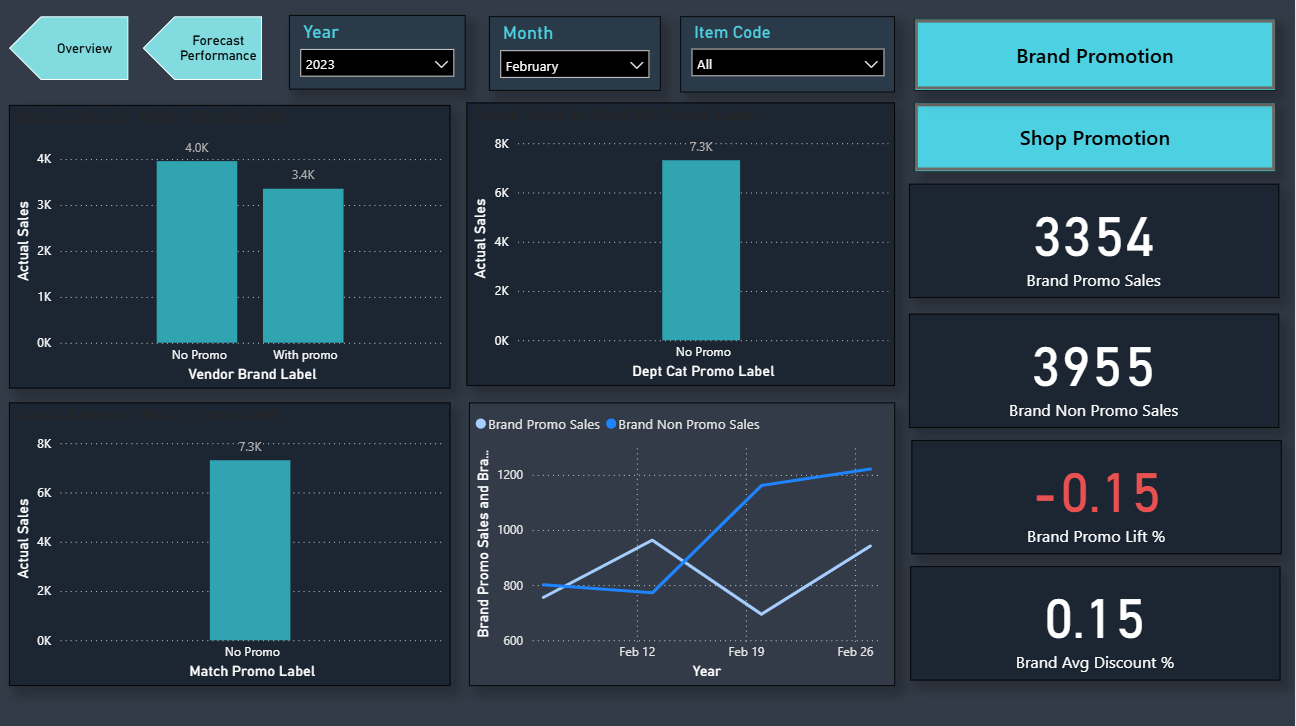 Overview
Forecast
Performance
Year
2023
Month
February
Item Code
All
Brand Promotion
Shop Promotion
4.0K
3.4K
4K
3K
2K
1K
0K
Actual Sales
No Promo
With promo
Vendor Brand Label
7.3K
8K
6K
4K
2K
0K
Actual Sales
No Promo
Dept Cat Promo Label
3354
Brand Promo Sales
3955
Brand Non Promo Sales
-0.15
Brand Promo Lift %
0.15
Brand Avg Discount %
7.3K
8K
6K
4K
2K
0K
Actual Sales
No Promo
Match Promo Label
Brand Promo Sales
Brand Non Promo Sales
Brand Promo Sales and Bra...
1200
1000
800
600
Feb 12
Feb 19
Feb 26
Year